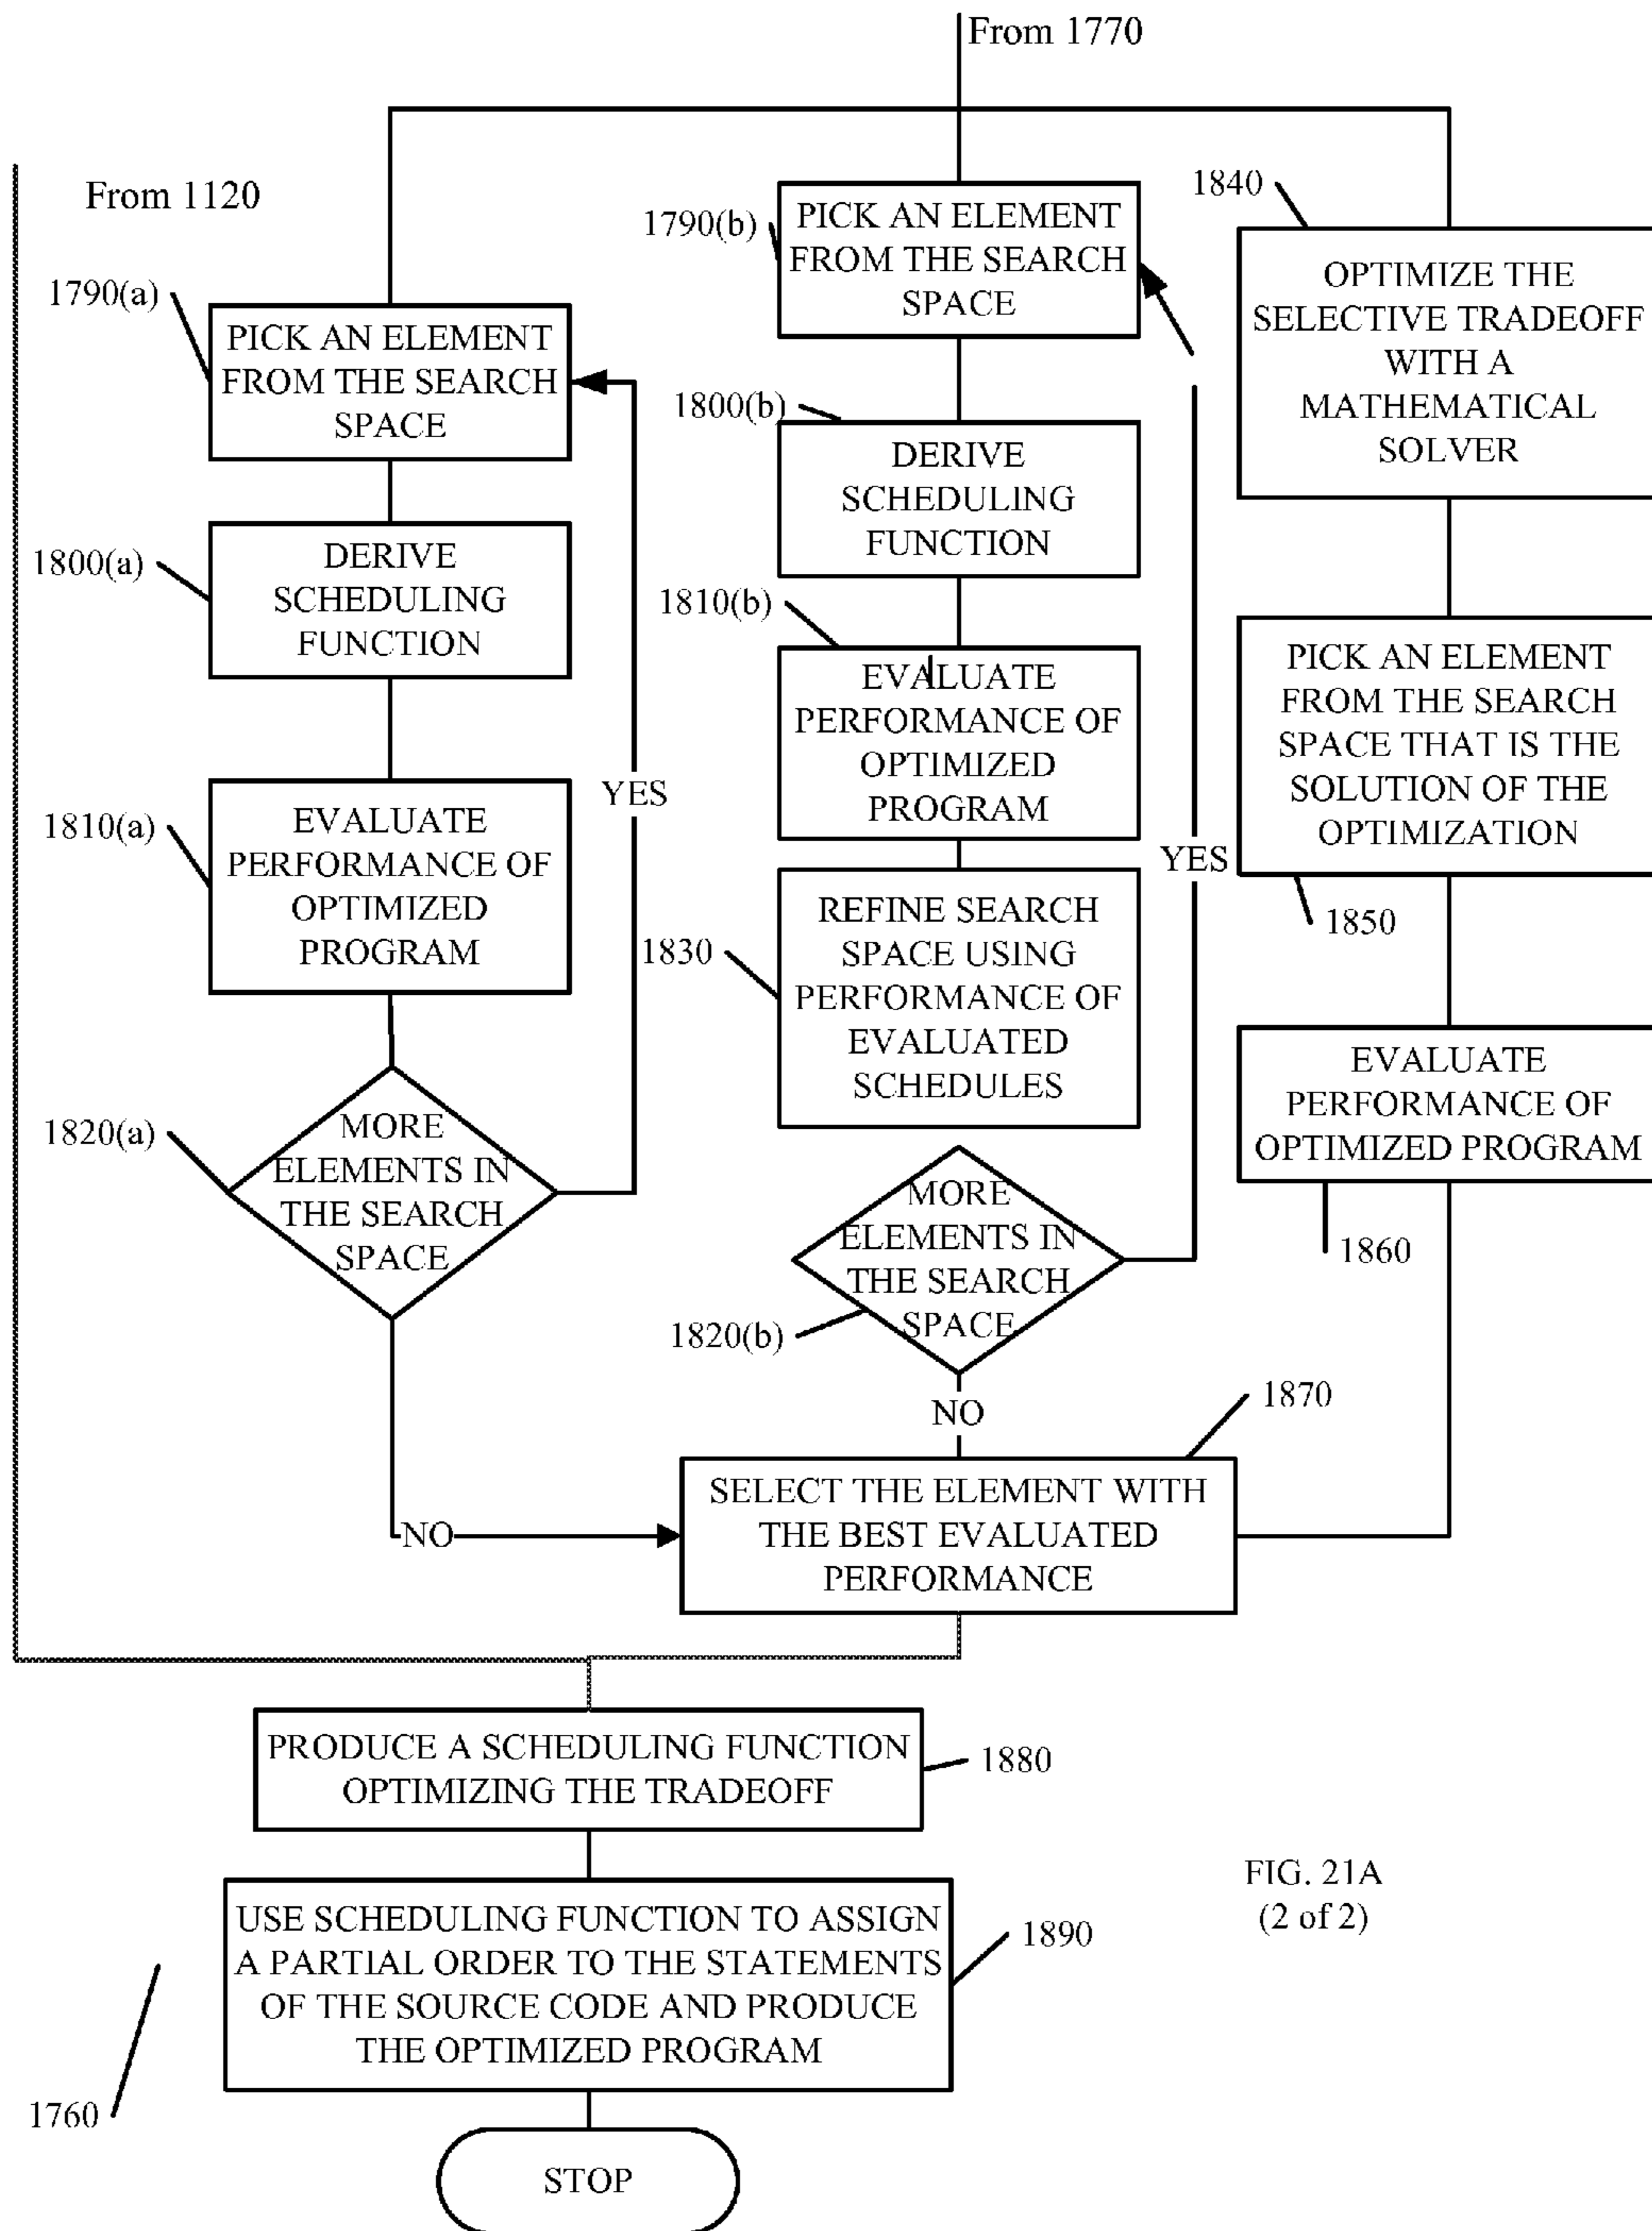 From 1770
From 1120
1790(a)
PICK AN ELEMENT
FROM THE SEARCH
SPACE
1800(a)
DERIVE
SCHEDULING
FUNCTION
1810(a)
EVALUATE
PERFORMANCE OF
OPTIMIZED
PROGRAM
1820(a)
MORE
ELEMENTS IN
THE SEARCH
SPACE
YES
NO
1790(b)
PICK AN ELEMENT
FROM THE SEARCH
SPACE
1800(b)
DERIVE
SCHEDULING
FUNCTION
1810(b)
EVALUATE
PERFORMANCE OF
OPTIMIZED
PROGRAM
1830
REFINE SEARCH
SPACE USING
PERFORMANCE OF
EVALUATED
SCHEDULES
1820(b)
MORE
ELEMENTS IN
THE SEARCH
SPACE
YES
NO
1840
OPTIMIZE THE
SELECTIVE TRADEOFF
WITH A
MATHEMATICAL
SOLVER
PICK AN ELEMENT
FROM THE SEARCH
SPACE THAT IS THE
SOLUTION OF THE
OPTIMIZATION
1850
EVALUATE
PERFORMANCE OF
OPTIMIZED PROGRAM
1860
1870
SELECT THE ELEMENT WITH
THE BEST EVALUATED
PERFORMANCE
PRODUCE A SCHEDULING FUNCTION
OPTIMIZING THE TRADEOFF
1880
USE SCHEDULING FUNCTION TO ASSIGN
A PARTIAL ORDER TO THE STATEMENTS
OF THE SOURCE CODE AND PRODUCE
THE OPTIMIZED PROGRAM
1890
1760
STOP
FIG. 21A
(2 of 2)